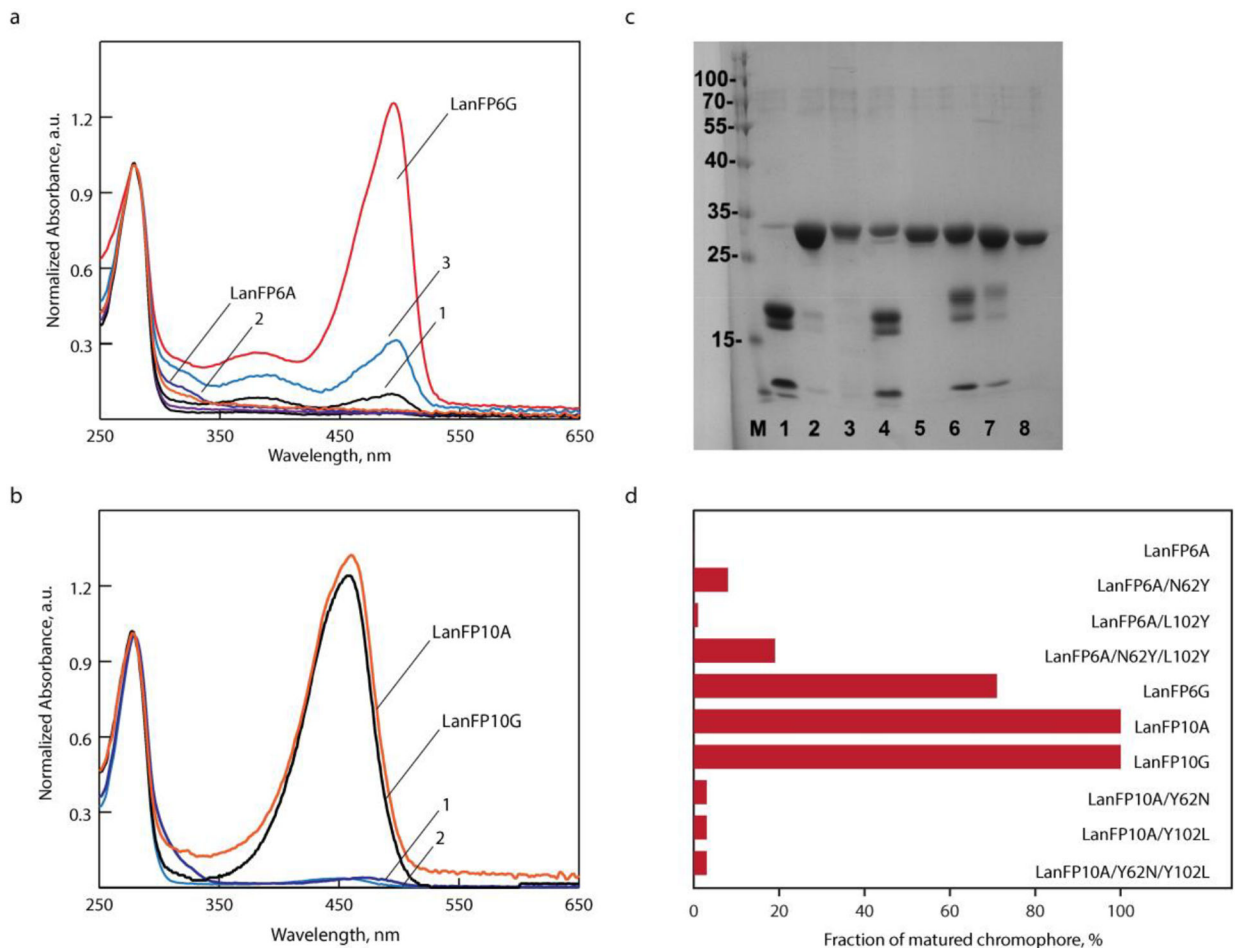 a
Normalized Absorbance, a.u.
1.2
0.9
0.6
0.3
LanFP6G
3
1
LanFP6A
2
250
350
450
550
650
Wavelength, nm
b
Normalized Absorbance, a.u.
1.2
0.9
0.6
0.3
LanFP10A
LanFP10G
1
2
250
350
450
550
650
Wavelength, nm
c
100-
70-
55-
40-
35-
25-
15-
M 1 2 3 4 5 6 7 8
d
LanFP6A
LanFP6A/N62Y
LanFP6A/L102Y
LanFP6A/N62Y/L102Y
LanFP6G
LanFP10A
LanFP10G
LanFP10A/Y62N
LanFP10A/Y102L
LanFP10A/Y62N/Y102L
0 20 40 60 80 100
Fraction of matured chromophore, %